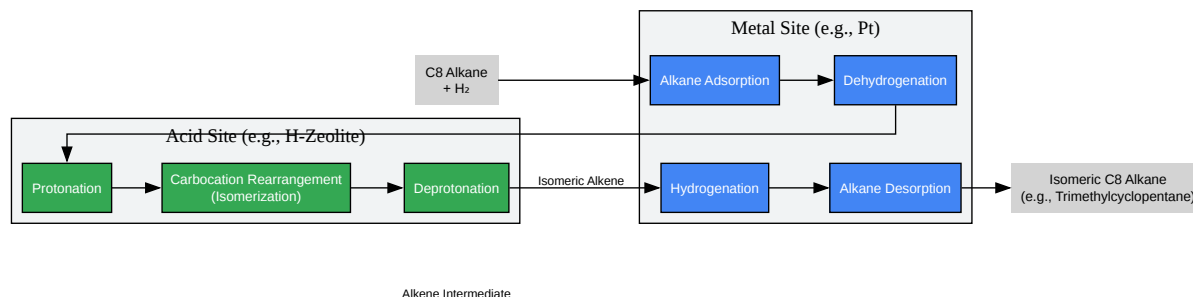 Metal Site (e.g., Pt)
C8 Alkane
+ H₂
Alkane Adsorption
Dehydrogenation
Acid Site (e.g., H-Zeolite)
Protonation
Carbocation Rearrangement
(Isomerization)
Deprotonation
Isomeric Alkene
Hydrogenation
Alkane Desorption
Isomeric C8 Alkane
(e.g., Trimethylcyclopentane)
Alkene Intermediate